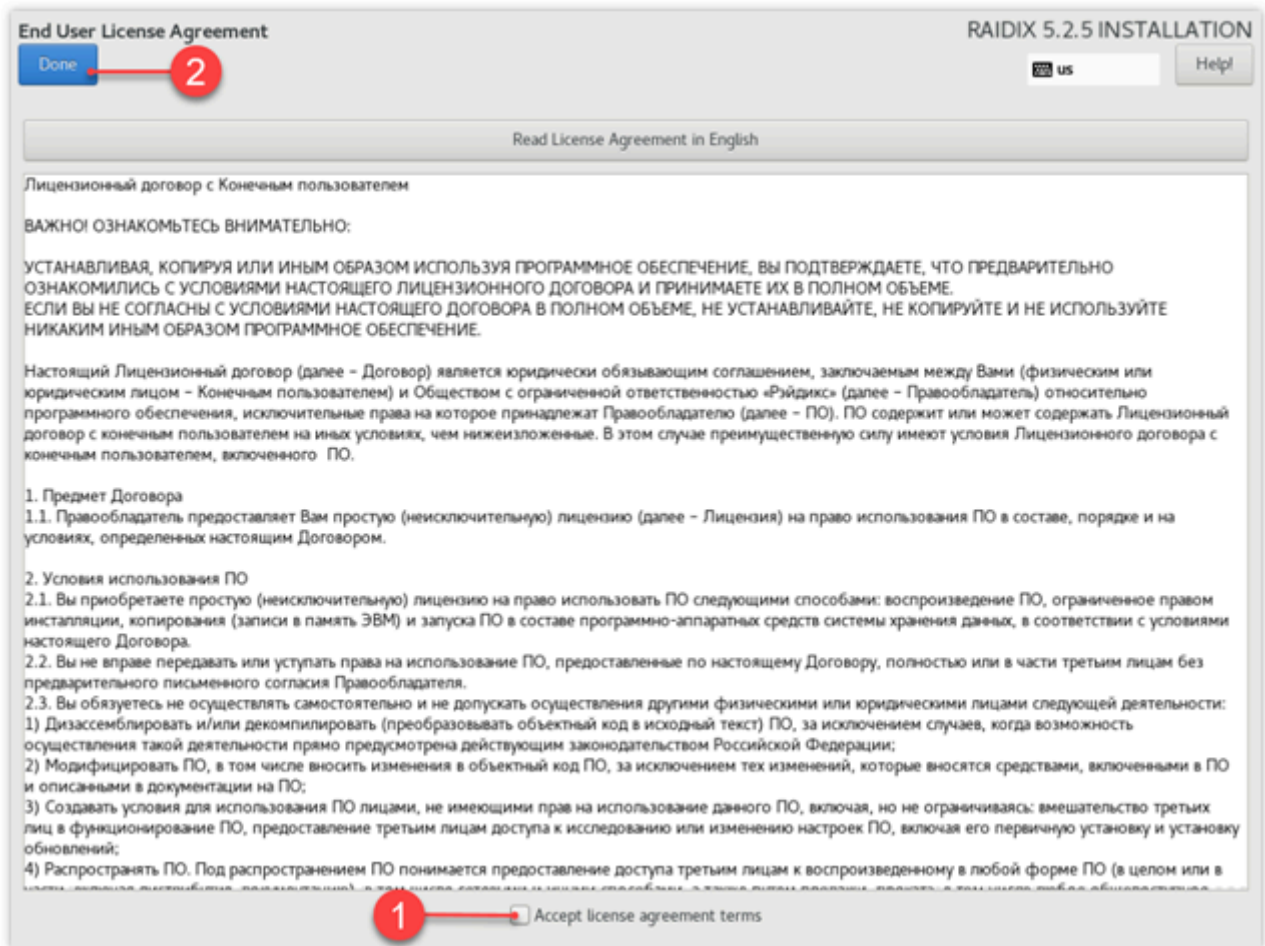 End User License Agreement
RAIDIX 5.2.5 INSTALLATION
Done
2
us
Help!
Read License Agreement in English
Лицензионный договор с Конечным пользователем
ВАЖНО! ОЗНАКОМЬТЕСЬ ВНИМАТЕЛЬНО:
УСТАНАВЛИВАЯ, КОПИРУЯ ИЛИ ИНЫМ ОБРАЗОМ ИСПОЛЬЗУЯ ПРОГРАММНОЕ ОБЕСПЕЧЕНИЕ, ВЫ ПОДТВЕРЖДАЕТЕ, ЧТО ПРЕДВАРИТЕЛЬНО
ОЗНАКОМИЛИСЬ С УСЛОВИЯМИ НАСТОЯЩЕГО ЛИЦЕНЗИОННОГО ДОГОВОРА И ПРИНИМАЕТЕ ИХ В ПОЛНОМ ОБЪЕМЕ.
ЕСЛИ ВЫ НЕ СОГЛАСНЫ С УСЛОВИЯМИ НАСТОЯЩЕГО ДОГОВОРА В ПОЛНОМ ОБЪЕМЕ, НЕ УСТАНАВЛИВАЙТЕ, НЕ КОПИРУЙТЕ И НЕ ИСПОЛЬЗУЙТЕ
НИКАКИМ ИНЫМ ОБРАЗОМ ПРОГРАММНОЕ ОБЕСПЕЧЕНИЕ.
Настоящий Лицензионный договор (далее – Договор) является юридически обязывающим соглашением, заключаемым между Вами (физическим или
юридическим лицом – Конечным пользователем) и Обществом с ограниченной ответственностью «Рэйдикс» (далее – Правообладатель) относительно
программного обеспечения, исключительные права на которое принадлежат Правообладателю (далее – ПО). ПО содержит или может содержать Лицензионный
договор с конечным пользователем на иных условиях, чем нижеизложенные. В этом случае преимущественную силу имеют условия Лицензионного договора с
конечным пользователем, включенного ПО.
1. Предмет Договора
1.1. Правообладатель предоставляет Вам простую (неисключительную) лицензию (далее – Лицензия) на право использования ПО в составе, порядке и на
условиях, определенных настоящим Договором.
2. Условия использования ПО
2.1. Вы приобретаете простую (неисключительную) лицензию на право использовать ПО следующими способами: воспроизведение ПО, ограниченное правом
инсталляции, копирования (записи в память ЭВМ) и запуска ПО в составе программно-аппаратных средств системы хранения данных, в соответствии с условиями
настоящего Договора.
2.2. Вы не вправе передавать или уступать права на использование ПО, предоставленные по настоящему Договору, полностью или в части третьим лицам без
предварительного письменного согласия Правообладателя.
2.3. Вы обязуетесь не осуществлять самостоятельно и не допускать осуществления другими физическими или юридическими лицами следующей деятельности:
1) Дизассемблировать и/или декомпилировать (преобразовывать объектный код в исходный текст) ПО, за исключением случаев, когда возможность
осуществления такой деятельности прямо предусмотрена действующим законодательством Российской Федерации;
2) Модифицировать ПО, в том числе вносить изменения в объектный код ПО, за исключением тех изменений, которые вносятся средствами, включенными в ПО
и описанными в документации на ПО;
3) Создавать условия для использования ПО лицами, не имеющими прав на использование данного ПО, включая, но не ограничиваясь: вмешательство третьих
лиц в функционирование ПО, предоставление третьим лицам доступа к исследованию или изменению настроек ПО, включая его первичную установку и установку
обновлений;
4) Распространять ПО. Под распространением ПО понимается предоставление доступа третьим лицам к воспроизведенному в любой форме ПО (в целом или в
1
Accept license agreement terms